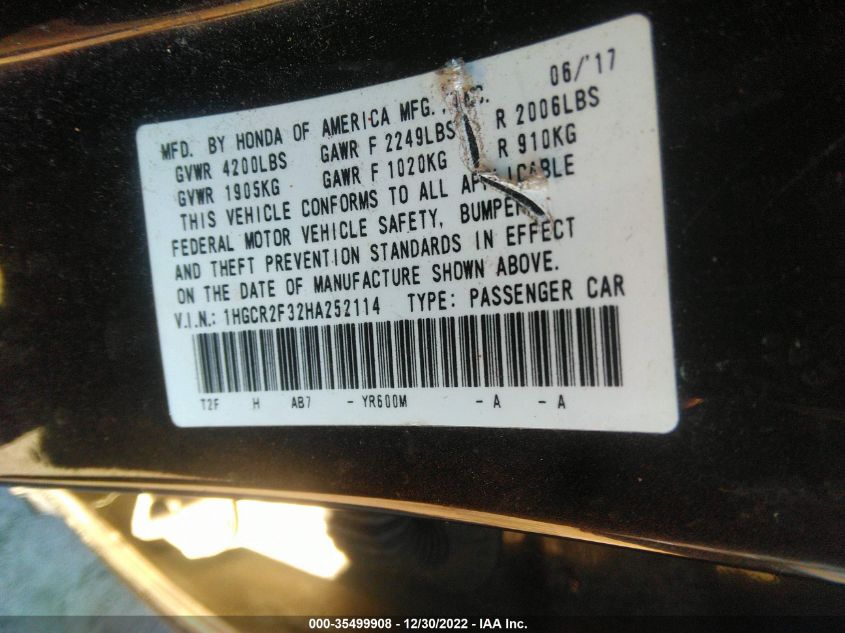 06/'17
MFD. BY HONDA OF AMERICA MFG.,
GVWR 4200LBS GAWR F 2249LBS R 2006LBS
GVWR 1905KG GAWR F 1020KG R 910KG
THIS VEHICLE CONFORMS TO ALL APPLICABLE
FEDERAL MOTOR VEHICLE SAFETY, BUMPER
AND THEFT PREVENTION STANDARDS IN EFFECT
ON THE DATE OF MANUFACTURE SHOWN ABOVE.
V.I.N.: 1HGCR2F32HA252114 TYPE: PASSENGER CAR
T2F H AB7 - YR600M - A - A
000-35499908 - 12/30/2022 - IAA Inc.